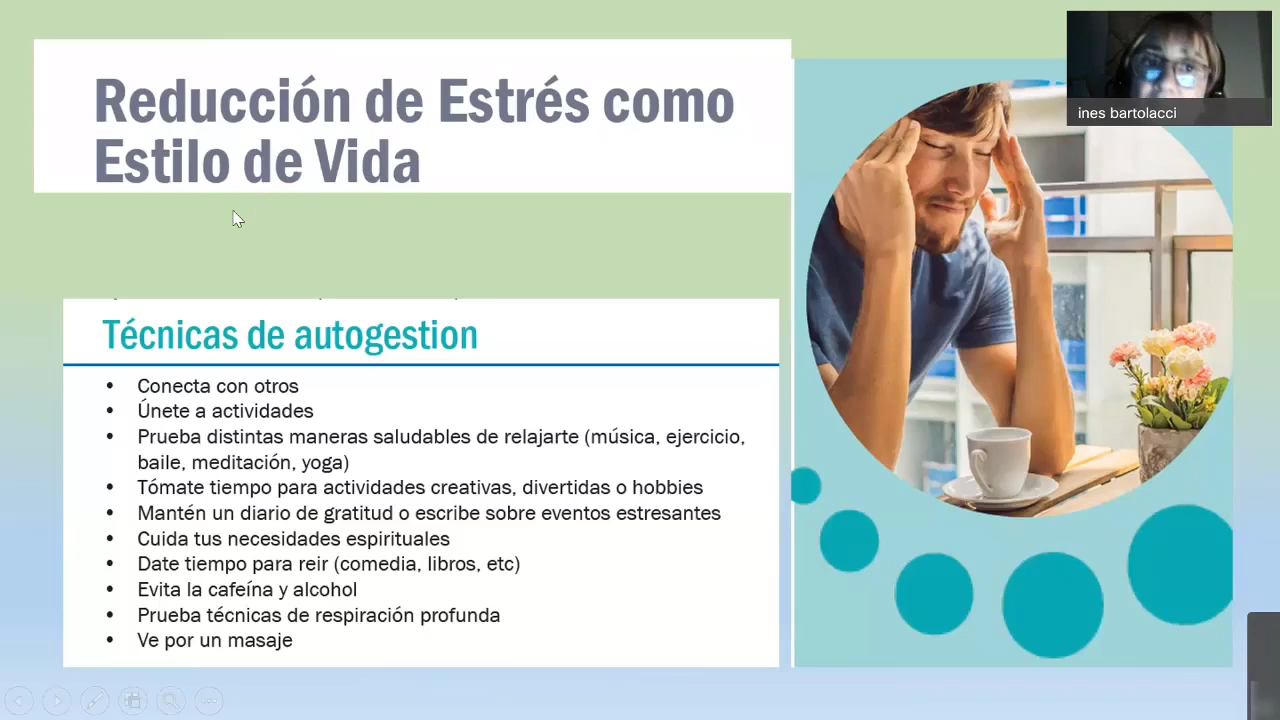 Reducción de Estrés como
Estilo de Vida
ines bartolacci
Técnicas de autogestion
• Conecta con otros
• Únete a actividades
• Prueba distintas maneras saludables de relajarte (música, ejercicio,
baile, meditación, yoga)
• Tómate tiempo para actividades creativas, divertidas o hobbies
• Mantén un diario de gratitud o escribe sobre eventos estresantes
• Cuida tus necesidades espirituales
• Date tiempo para reir (comedia, libros, etc)
• Evita la cafeína y alcohol
• Prueba técnicas de respiración profunda
• Ve por un masaje